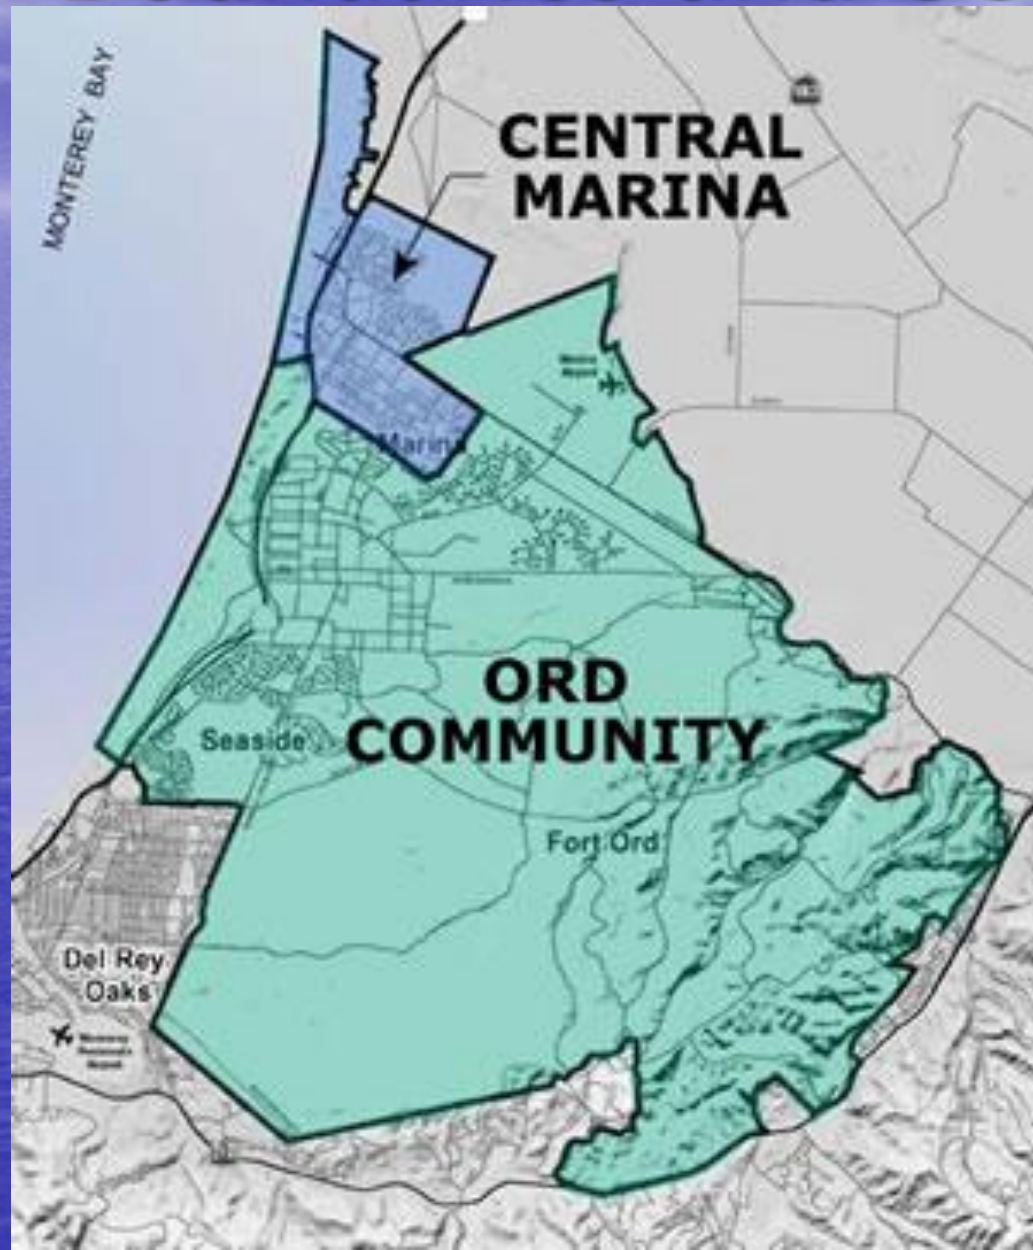 MONTEREY BAY
CENTRAL
MARINA
Marina
ORD
COMMUNITY
Seaside
Fort Ord
Del Rey
Oaks